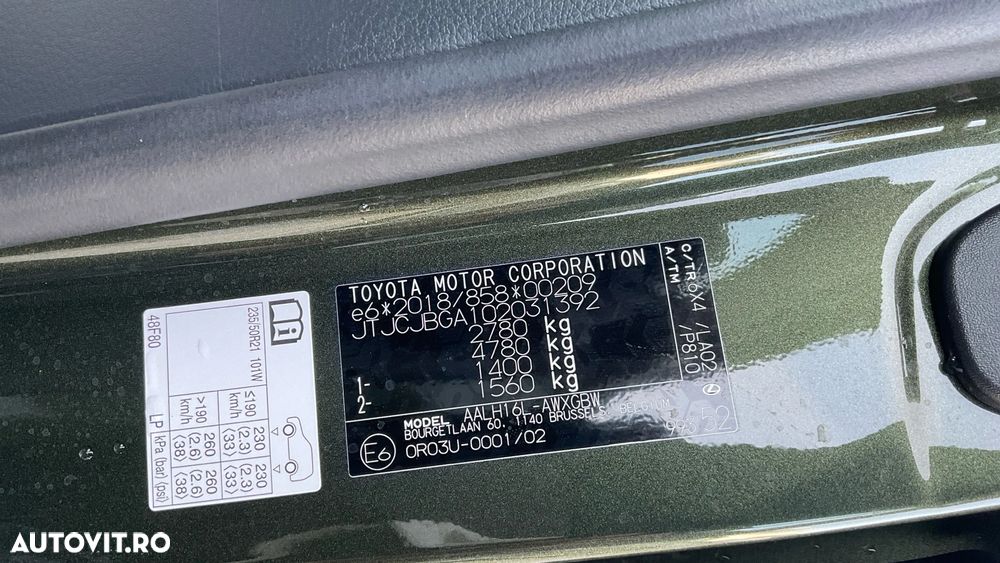 TOYOTA MOTOR CORPORATION
e6*2018/858*00209
JTJCJBGA102031392
2780 kg
4780 kg
1- 1400 kg
2- 1560 kg
MODEL AALH16L-AWXGBW
BOURGETLAAN 60, 1140 BRUSSELS, BELGIUM
E6 0R03U-0001/02
99352
C/TR 6X4 /LA02
A/TM /P810
i
235/50R21 101W
48F80
≤190 km/h 230 (2.3) ⟨33⟩ 230 (2.3) ⟨33⟩
>190 km/h 260 (2.6) ⟨38⟩ 260 (2.6) ⟨38⟩
LP kPa (bar) ⟨psi⟩
AUTOVIT.RO